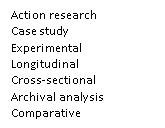 Action research
Case study
Experimental
Longitudinal
Cross-sectional
Archival analysis
Comparative